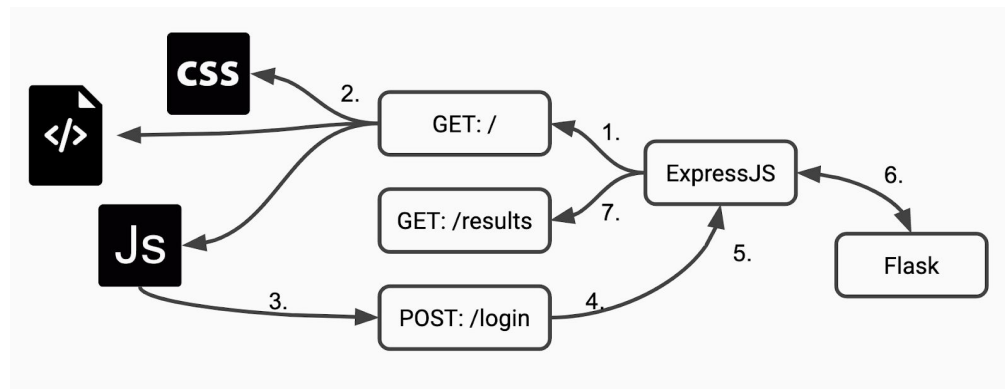 css
2.
GET: /
1.
</>
ExpressJS
6.
GET: /results
7.
Js
5.
Flask
3.
POST: /login
4.